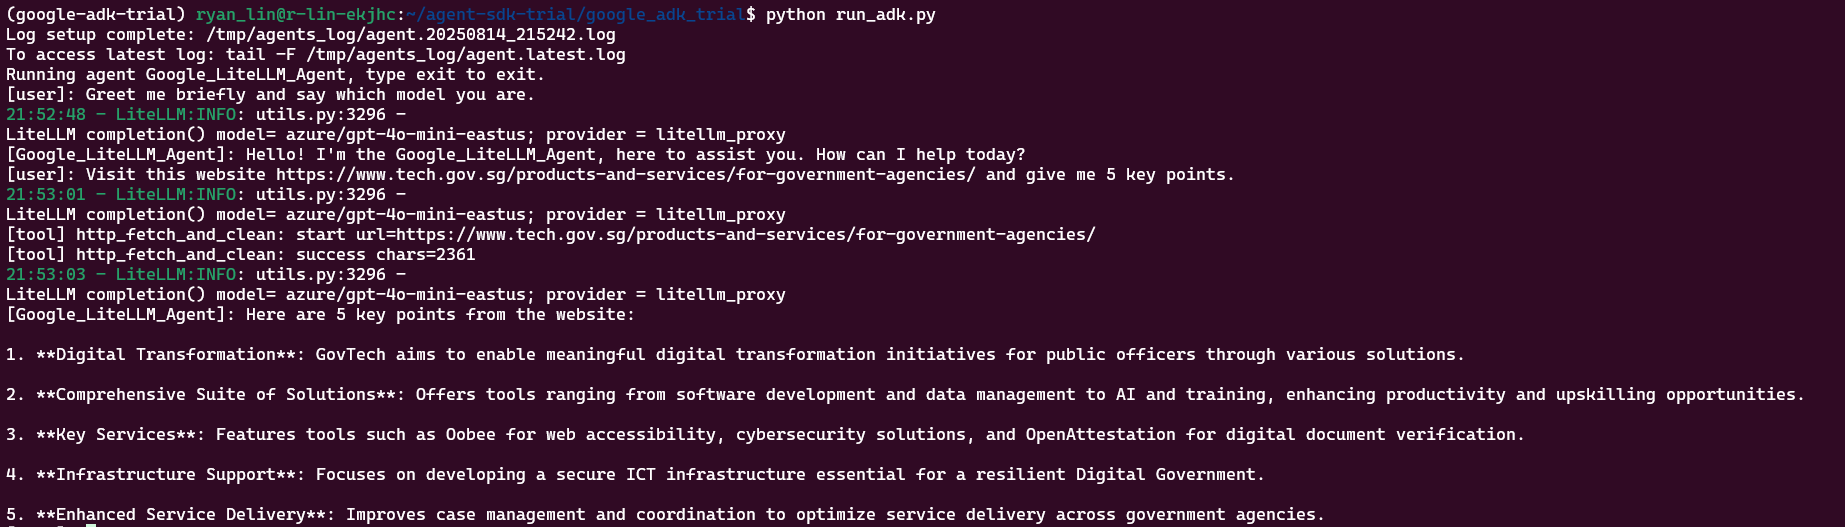 (google-adk-trial) ryan_lin@r-lin-ekjhc:~/agent-sdk-trial/google_adk_trial$ python run_adk.py
Log setup complete: /tmp/agents_log/agent.20250814_215242.log
To access latest log: tail -F /tmp/agents_log/agent.latest.log
Running agent Google_LiteLLM_Agent, type exit to exit.
[user]: Greet me briefly and say which model you are.
21:52:48 - LiteLLM:INFO: utils.py:3296 -
LiteLLM completion() model= azure/gpt-4o-mini-eastus; provider = litellm_proxy
[Google_LiteLLM_Agent]: Hello! I'm the Google_LiteLLM_Agent, here to assist you. How can I help today?
[user]: Visit this website https://www.tech.gov.sg/products-and-services/for-government-agencies/ and give me 5 key points.
21:53:01 - LiteLLM:INFO: utils.py:3296 -
LiteLLM completion() model= azure/gpt-4o-mini-eastus; provider = litellm_proxy
[tool] http_fetch_and_clean: start url=https://www.tech.gov.sg/products-and-services/for-government-agencies/
[tool] http_fetch_and_clean: success chars=2361
21:53:03 - LiteLLM:INFO: utils.py:3296 -
LiteLLM completion() model= azure/gpt-4o-mini-eastus; provider = litellm_proxy
[Google_LiteLLM_Agent]: Here are 5 key points from the website:
1. **Digital Transformation**: GovTech aims to enable meaningful digital transformation initiatives for public officers through various solutions.
2. **Comprehensive Suite of Solutions**: Offers tools ranging from software development and data management to AI and training, enhancing productivity and upskilling opportunities.
3. **Key Services**: Features tools such as Oobee for web accessibility, cybersecurity solutions, and OpenAttestation for digital document verification.
4. **Infrastructure Support**: Focuses on developing a secure ICT infrastructure essential for a resilient Digital Government.
5. **Enhanced Service Delivery**: Improves case management and coordination to optimize service delivery across government agencies.